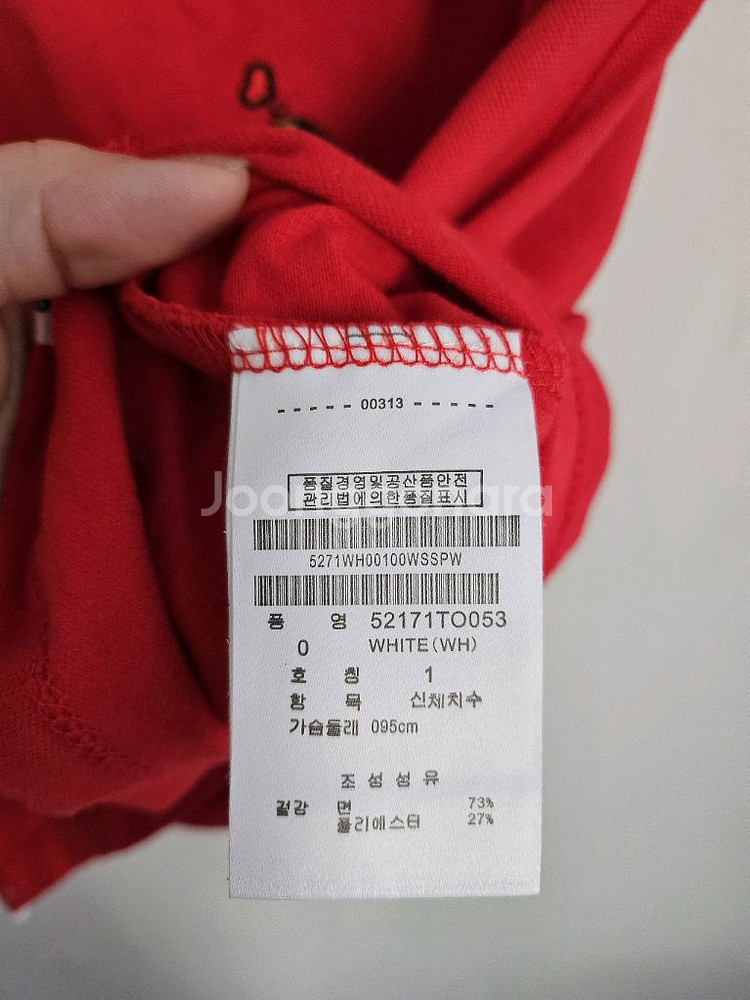 - - - - - 00313 - - - - -
품질경영및공산품안전
관리법에의한품질표시
Joonggonara
5271WH00100WSSPW
품 명 52171TO053
0 WHITE(WH)
호 칭 1
항 목 신체치수
가슴둘레 095cm
조성섬유
겉감 면 73%
폴리에스터 27%